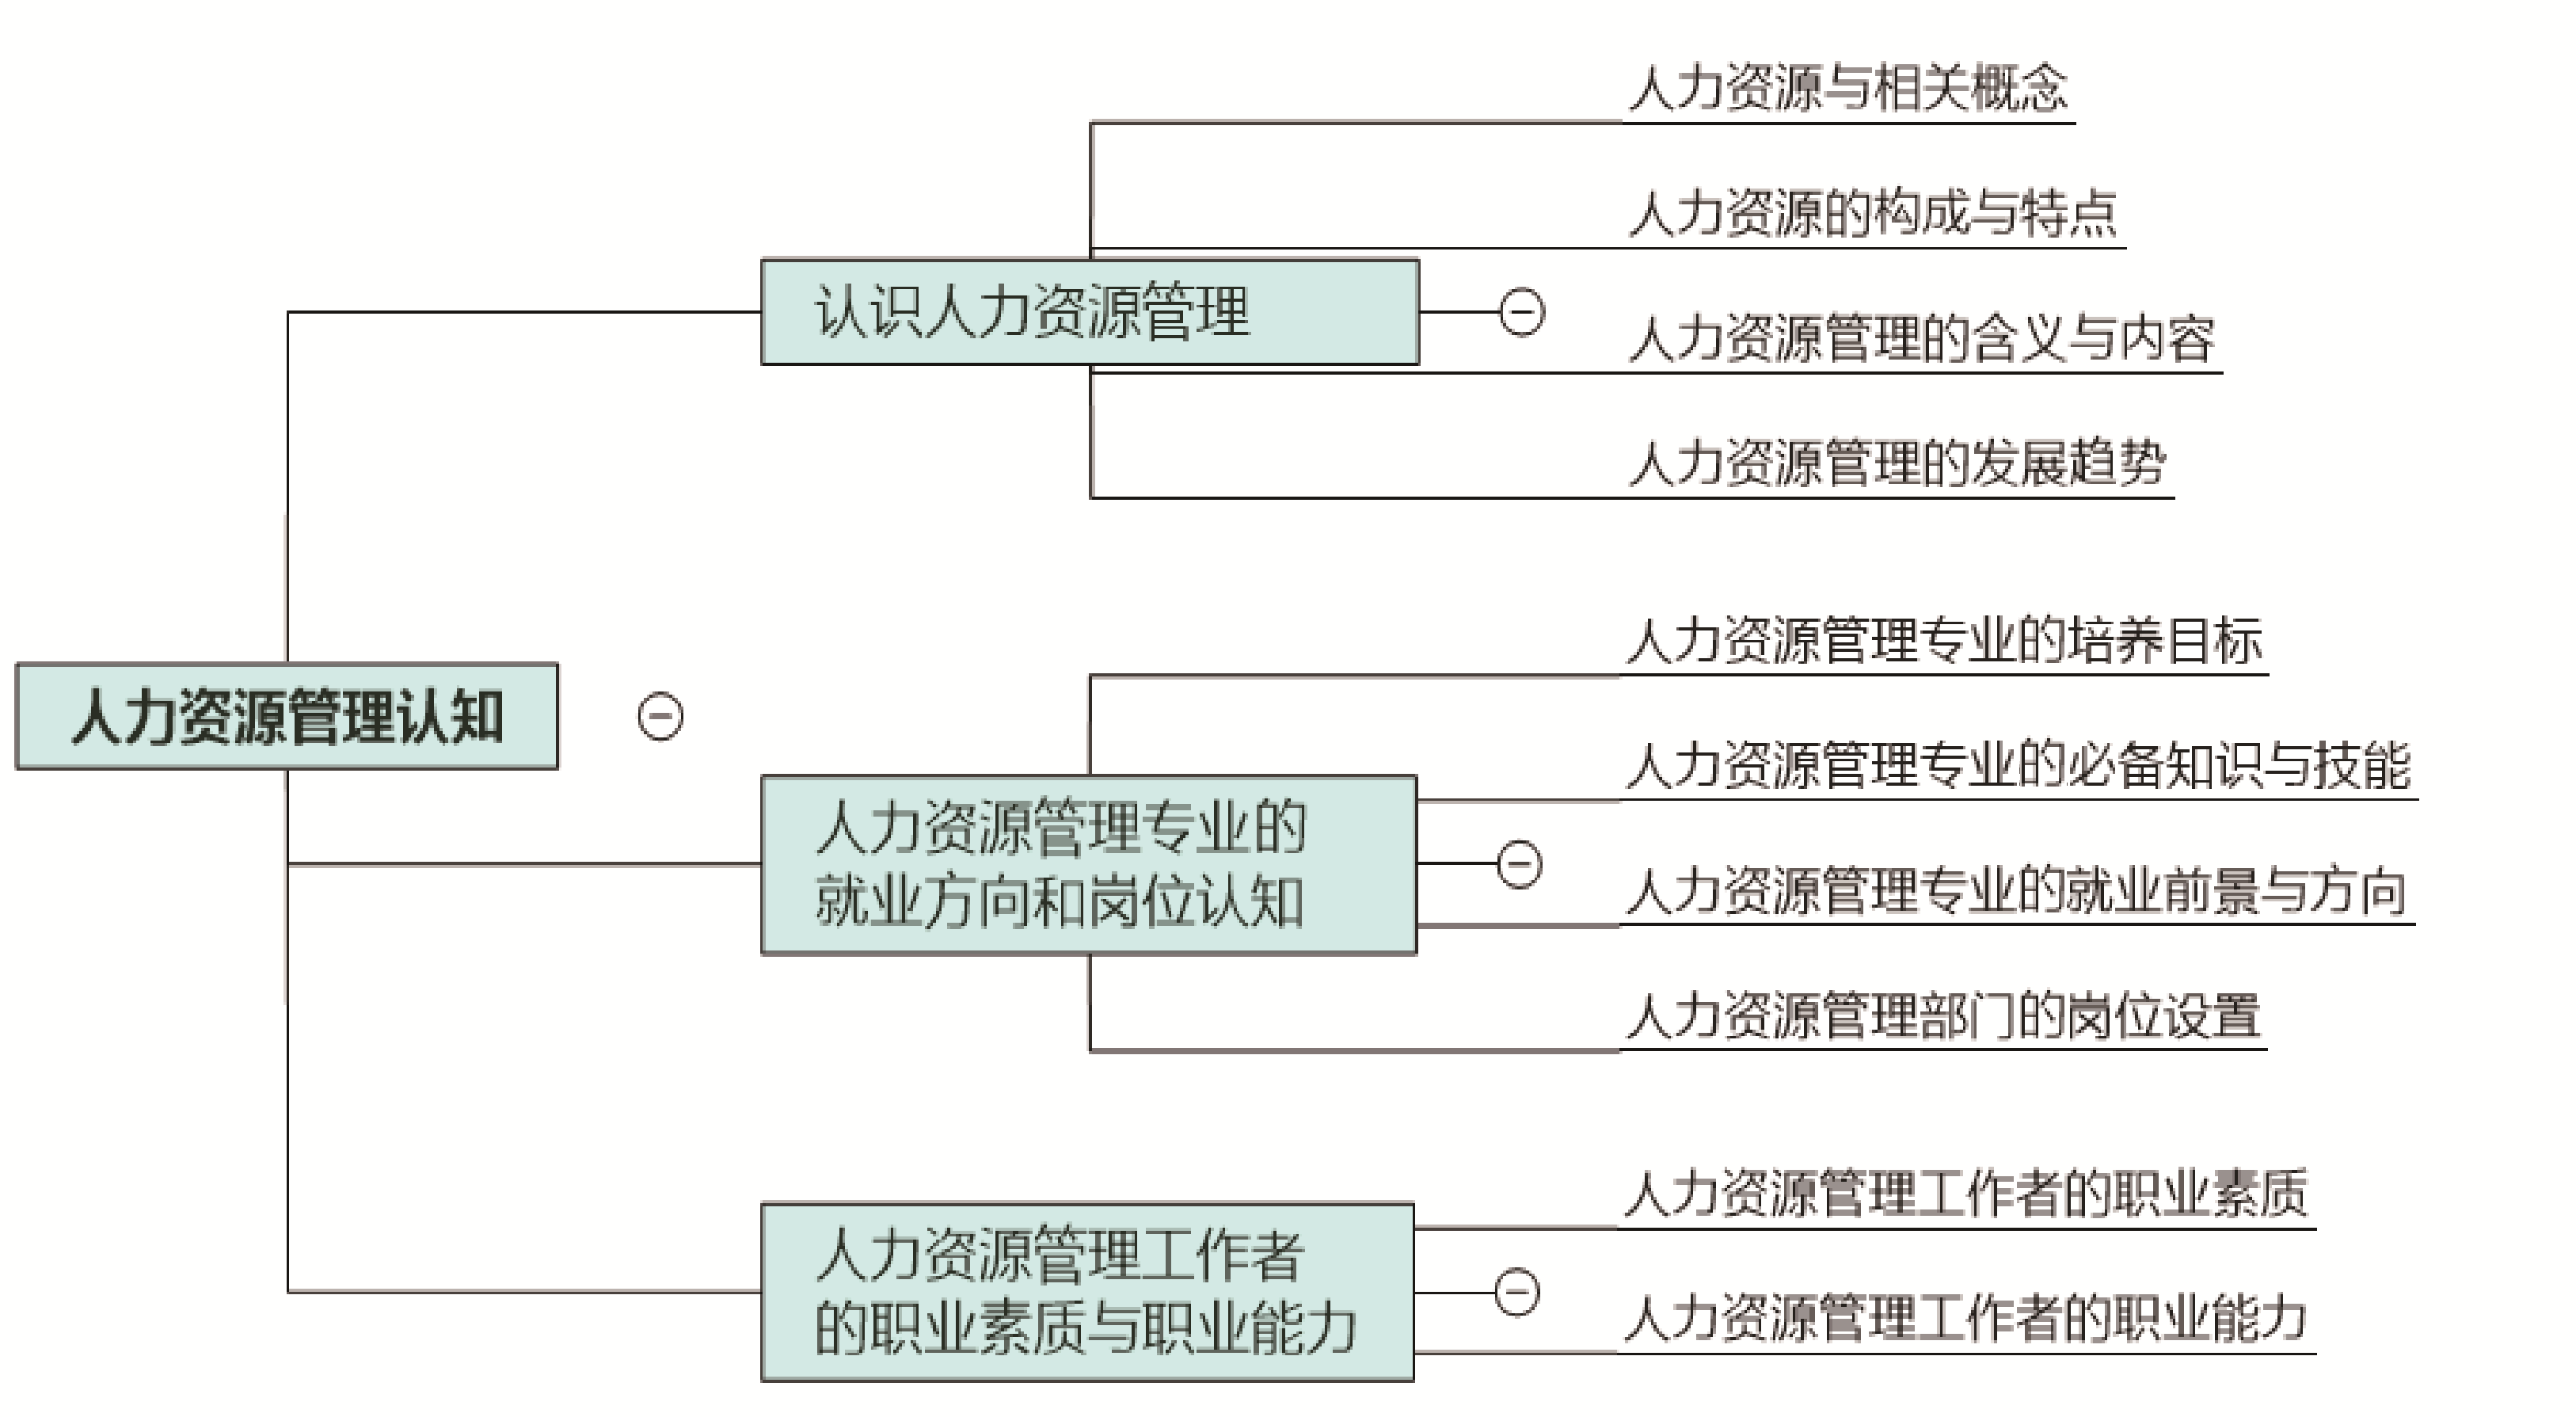 人力资源管理认知
认识人力资源管理
人力资源与相关概念
人力资源的构成与特点
人力资源管理的含义与内容
人力资源管理的发展趋势
人力资源管理专业的
就业方向和岗位认知
人力资源管理专业的培养目标
人力资源管理专业的必备知识与技能
人力资源管理专业的就业前景与方向
人力资源管理部门的岗位设置
人力资源管理工作者
的职业素质与职业能力
人力资源管理工作者的职业素质
人力资源管理工作者的职业能力